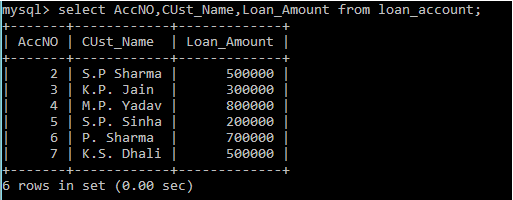 mysql> select AccNO,CUst_Name,Loan_Amount from loan_account;
+-------+------------+-------------+
| AccNO | CUst_Name  | Loan_Amount |
+-------+------------+-------------+
|     2 | S.P Sharma |      500000 |
|     3 | K.P. Jain  |      300000 |
|     4 | M.P. Yadav |      800000 |
|     5 | S.P. Sinha |      200000 |
|     6 | P. Sharma  |      700000 |
|     7 | K.S. Dhali |      500000 |
+-------+------------+-------------+
6 rows in set (0.00 sec)